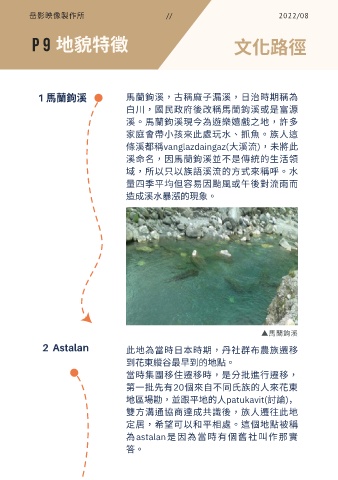 岳影映像製作所 // 2022/08
P9 地貌特徵 文化路徑
1 馬蘭鉤溪
馬蘭鉤溪，古稱麻子漏溪，日治時期稱為
白川，國民政府後改稱馬蘭鉤溪或是富源
溪。馬蘭鉤溪現今為遊樂嬉戲之地，許多
家庭會帶小孩來此處玩水、抓魚。族人這
條溪都稱vanglazdaingaz(大溪流)，未將此
溪命名，因馬蘭鉤溪並不是傳統的生活領
域，所以只以族語溪流的方式來稱呼。水
量四季平均但容易因颱風或午後對流雨而
造成溪水暴漲的現象。
▲馬蘭鉤溪
2 Astalan
此地為當時日本時期，丹社群布農族遷移
到花東縱谷最早到的地點。
當時集團移住遷移時，是分批進行遷移，
第一批先有20個來自不同氏族的人來花東
地區場勘，並跟平地的人patukavit(討論)，
雙方溝通協商達成共識後，族人遷往此地
定居，希望可以和平相處。這個地點被稱
為astalan是因為當時有個舊社叫作那實
答。